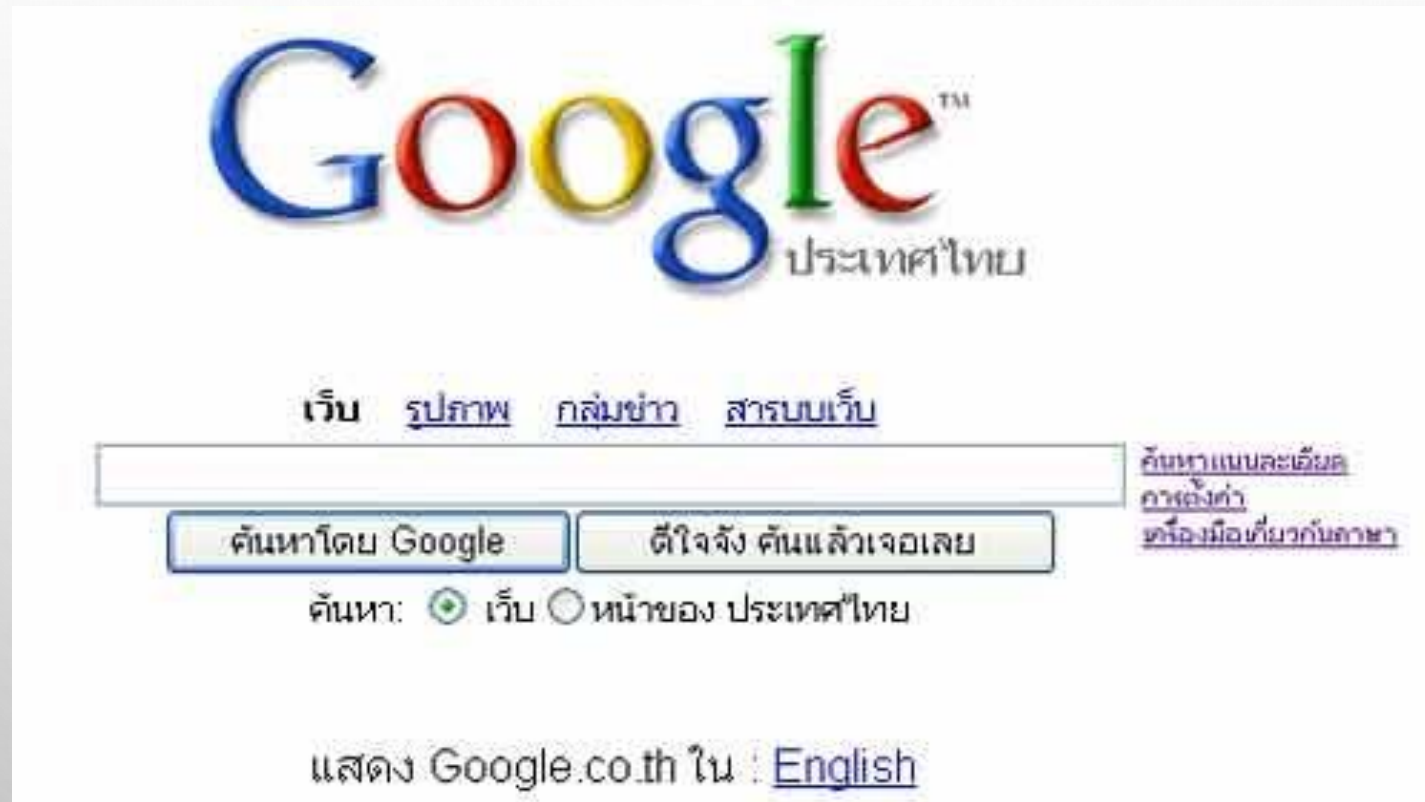 Google™
ประเทศไทย
เว็บ รูปภาพ กลุ่มข่าว สารบบเว็บ
ค้นหาแบบละเอียด
การตั้งค่า
เครื่องมือเกี่ยวกับภาษา
ค้นหาโดย Google ดีใจจัง ค้นแล้วเจอเลย
ค้นหา: เว็บ หน้าของ ประเทศไทย
แสดง Google.co.th ใน : English